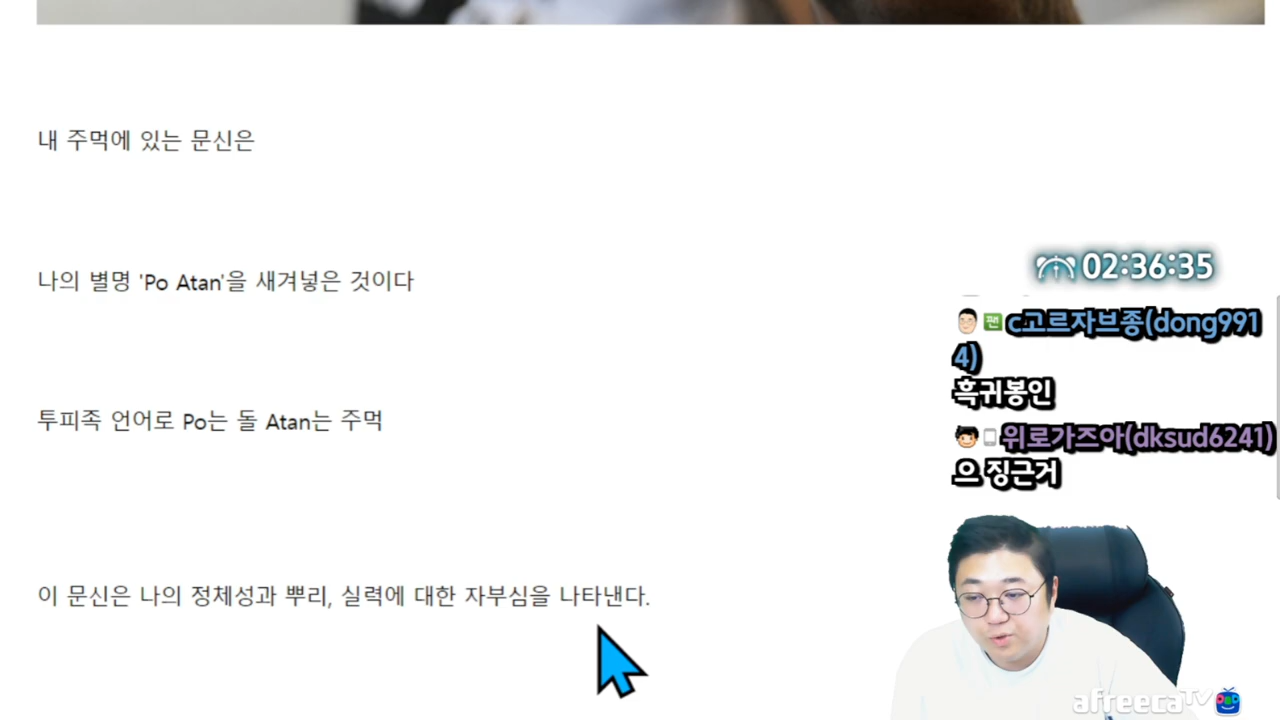 내 주먹에 있는 문신은
나의 별명 'Po Atan'을 새겨넣은 것이다
투피족 언어로 Po는 돌 Atan는 주먹
이 문신은 나의 정체성과 뿌리, 실력에 대한 자부심을 나타낸다.
02:36:35
팬 c고르자브종(dong991
4)
흑귀봉인
위로가즈아(dksud6241)
으 징근거
afreecaTV